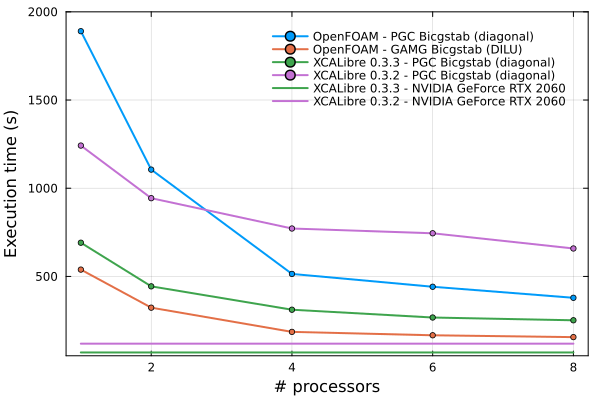 2000
1500
1000
500
Execution time (s)
OpenFOAM - PGC Bicgstab (diagonal)
OpenFOAM - GAMG Bicgstab (DILU)
XCALibre 0.3.3 - PGC Bicgstab (diagonal)
XCALibre 0.3.2 - PGC Bicgstab (diagonal)
XCALibre 0.3.3 - NVIDIA GeForce RTX 2060
XCALibre 0.3.2 - NVIDIA GeForce RTX 2060
2 4 6 8
# processors